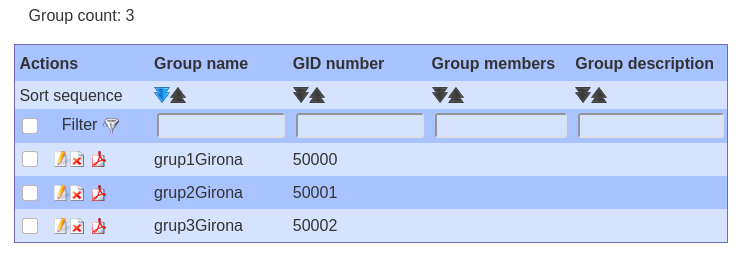 Group count: 3
Actions Group name GID number Group members Group description
Sort sequence
Filter
grup1Girona 50000
grup2Girona 50001
grup3Girona 50002